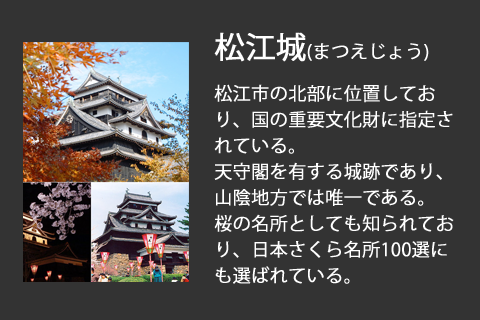 松江城(まつえじょう)
松江市の北部に位置してお
り、国の重要文化財に指定さ
れている。
天守閣を有する城跡であり、
山陰地方では唯一である。
桜の名所としても知られてお
り、日本さくら名所100選に
も選ばれている。